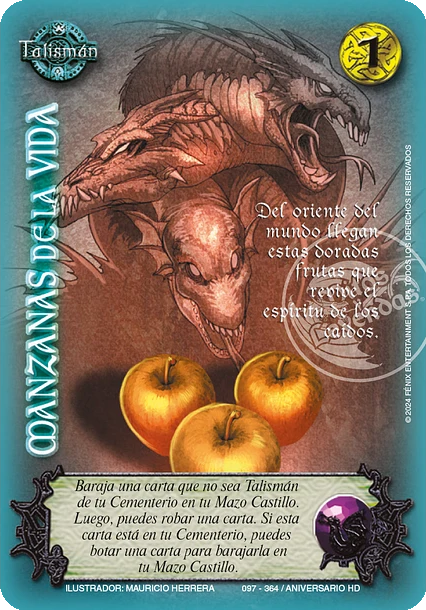 Talismán
1
MANZANAS DE LA VIDA
Del oriente del
mundo llegan
estas doradas
frutas que
revive el
espíritu de los
caídos.
Baraja una carta que no sea Talismán
de tu Cementerio en tu Mazo Castillo.
Luego, puedes robar una carta. Si esta
carta está en tu Cementerio, puedes
botar una carta para barajarla en
tu Mazo Castillo.
ILUSTRADOR: MAURICIO HERRERA 097 - 364 / ANIVERSARIO HD
© 2024 FÉNIX ENTERTAINMENT S.A. TODOS LOS DERECHOS RESERVADOS